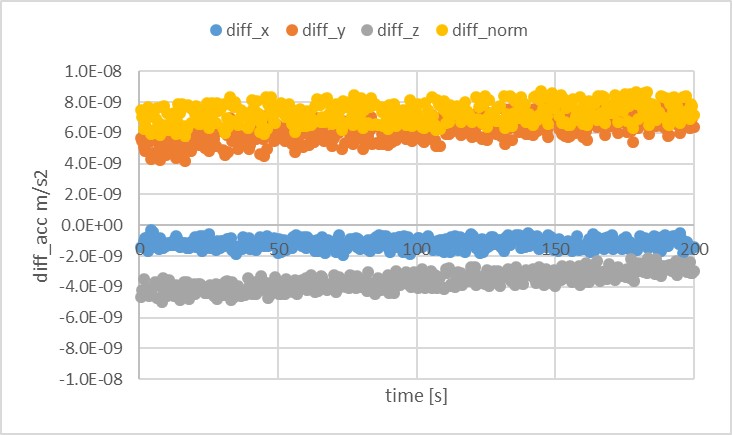 diff_x diff_y diff_z diff_norm
1.0E-08
8.0E-09
6.0E-09
4.0E-09
2.0E-09
0.0E+00
-2.0E-09
-4.0E-09
-6.0E-09
-8.0E-09
-1.0E-08
0 50 100 150 200
diff_acc m/s2
time [s]